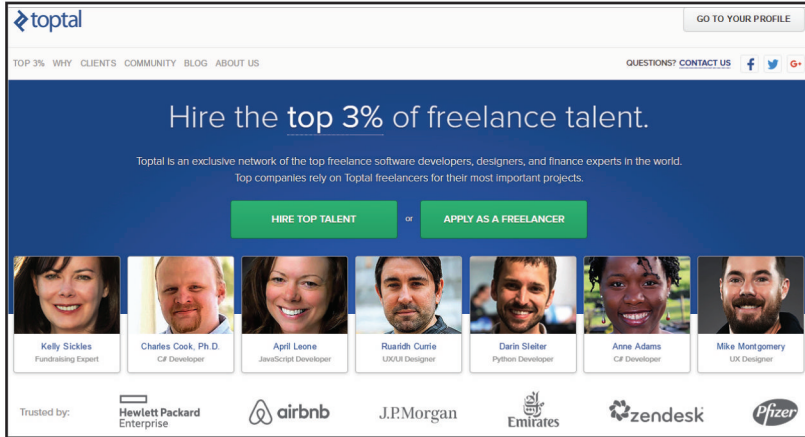 toptal
GO TO YOUR PROFILE
TOP 3% WHY CLIENTS COMMUNITY BLOG ABOUT US
QUESTIONS? CONTACT US
f G+
Hire the top 3% of freelance talent.
Toptal is an exclusive network of the top freelance software developers, designers, and finance experts in the world.
Top companies rely on Toptal freelancers for their most important projects.
HIRE TOP TALENT or APPLY AS A FREELANCER
Kelly Sickles
Fundraising Expert
Charles Cook, Ph.D.
C# Developer
April Leone
JavaScript Developer
Ruaridh Currie
UX/UI Designer
Darin Sleiter
Python Developer
Anne Adams
C# Developer
Mike Montgomery
UX Designer
Trusted by:
Hewlett Packard
Enterprise
airbnb
J.P.Morgan
Emirates
zendesk
Pfizer